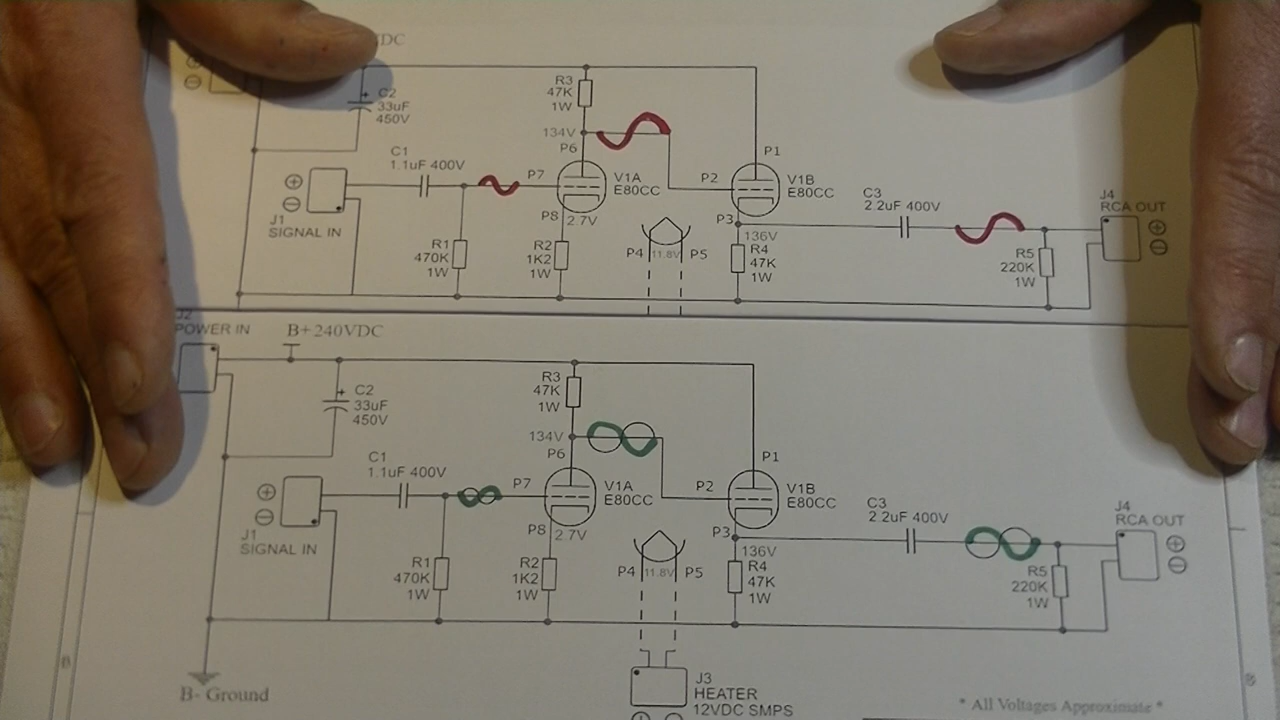 DC
C2
33uF
450V
R3
47K
1W
134V
P6
P1
C1
1.1uF 400V
P7
V1A
E80CC
P2
V1B
E80CC
C3
2.2uF 400V
J4
RCA OUT
J1
SIGNAL IN
P8
2.7V
P3
136V
R1
470K
1W
R2
1K2
1W
P4
11.8V
P5
R4
47K
1W
R5
220K
1W
J2
POWER IN
B+240VDC
C2
33uF
450V
R3
47K
1W
134V
P6
P1
C1
1.1uF 400V
P7
V1A
E80CC
P2
V1B
E80CC
C3
2.2uF 400V
J4
RCA OUT
J1
SIGNAL IN
P8
2.7V
P3
136V
R1
470K
1W
R2
1K2
1W
P4
11.8V
P5
R4
47K
1W
R5
220K
1W
B
B
B- Ground
J3
HEATER
12VDC SMPS
* All Voltages Approximate *